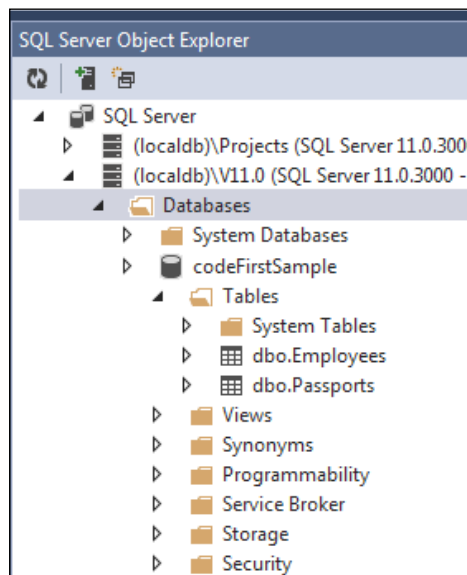 SQL Server Object Explorer
SQL Server
(localdb)\Projects (SQL Server 11.0.300
(localdb)\V11.0 (SQL Server 11.0.3000 -
Databases
System Databases
codeFirstSample
Tables
System Tables
dbo.Employees
dbo.Passports
Views
Synonyms
Programmability
Service Broker
Storage
Security